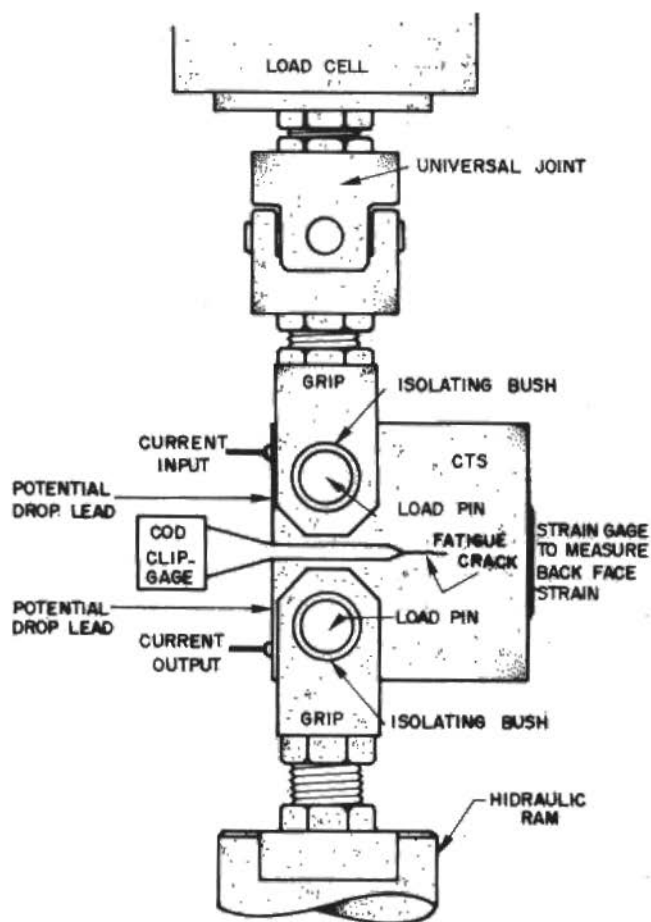 LOAD CELL
UNIVERSAL JOINT
GRIP
ISOLATING BUSH
CURRENT
INPUT
CTS
POTENTIAL
DROP LEAD
LOAD PIN
COD
CLIP-
GAGE
FATIGUE
CRACK
STRAIN GAGE
TO MEASURE
BACK FACE
STRAIN
POTENTIAL
DROP LEAD
LOAD PIN
CURRENT
OUTPUT
GRIP
ISOLATING BUSH
HIDRAULIC
RAM